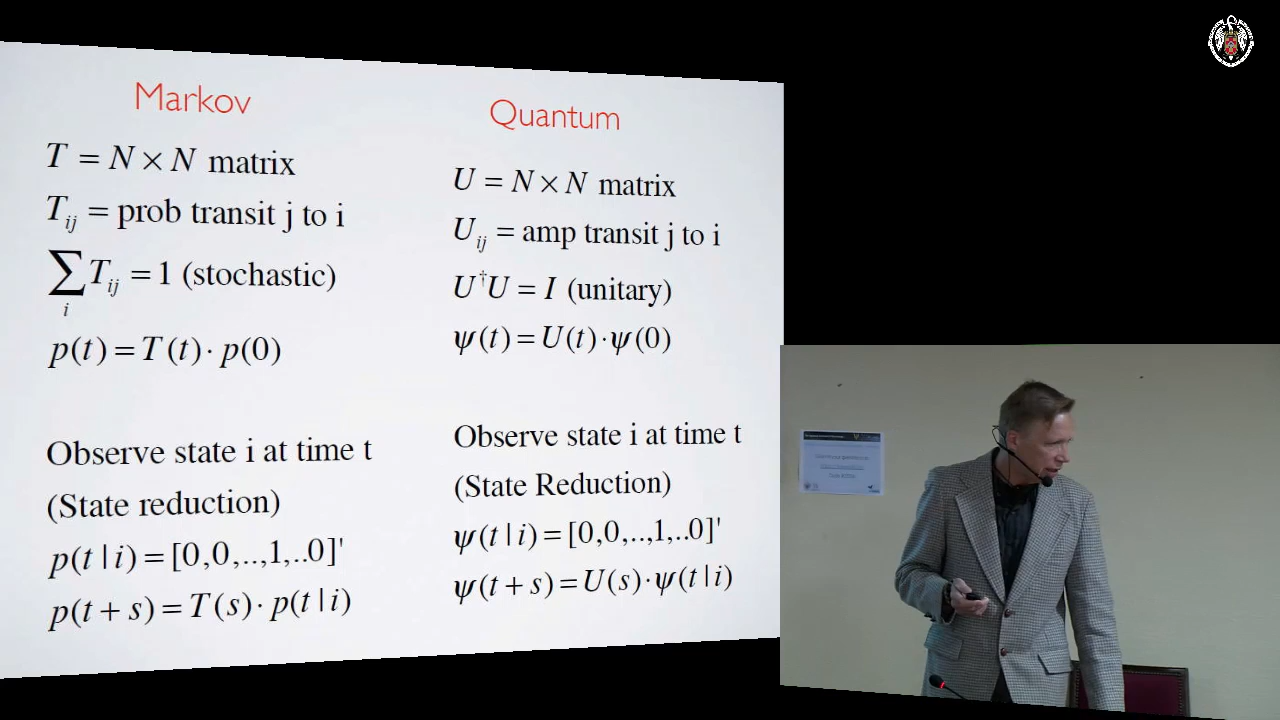 Markov
T = N × N matrix
T_ij = prob transit j to i
∑_i T_ij = 1 (stochastic)
p(t) = T(t) · p(0)
Observe state i at time t
(State reduction)
p(t | i) = [0,0,..,1,..0]'
p(t + s) = T(s) · p(t | i)
Quantum
U = N × N matrix
U_ij = amp transit j to i
U†U = I (unitary)
ψ(t) = U(t) · ψ(0)
Observe state i at time t
(State Reduction)
ψ(t | i) = [0,0,..,1,..0]'
ψ(t + s) = U(s) · ψ(t | i)